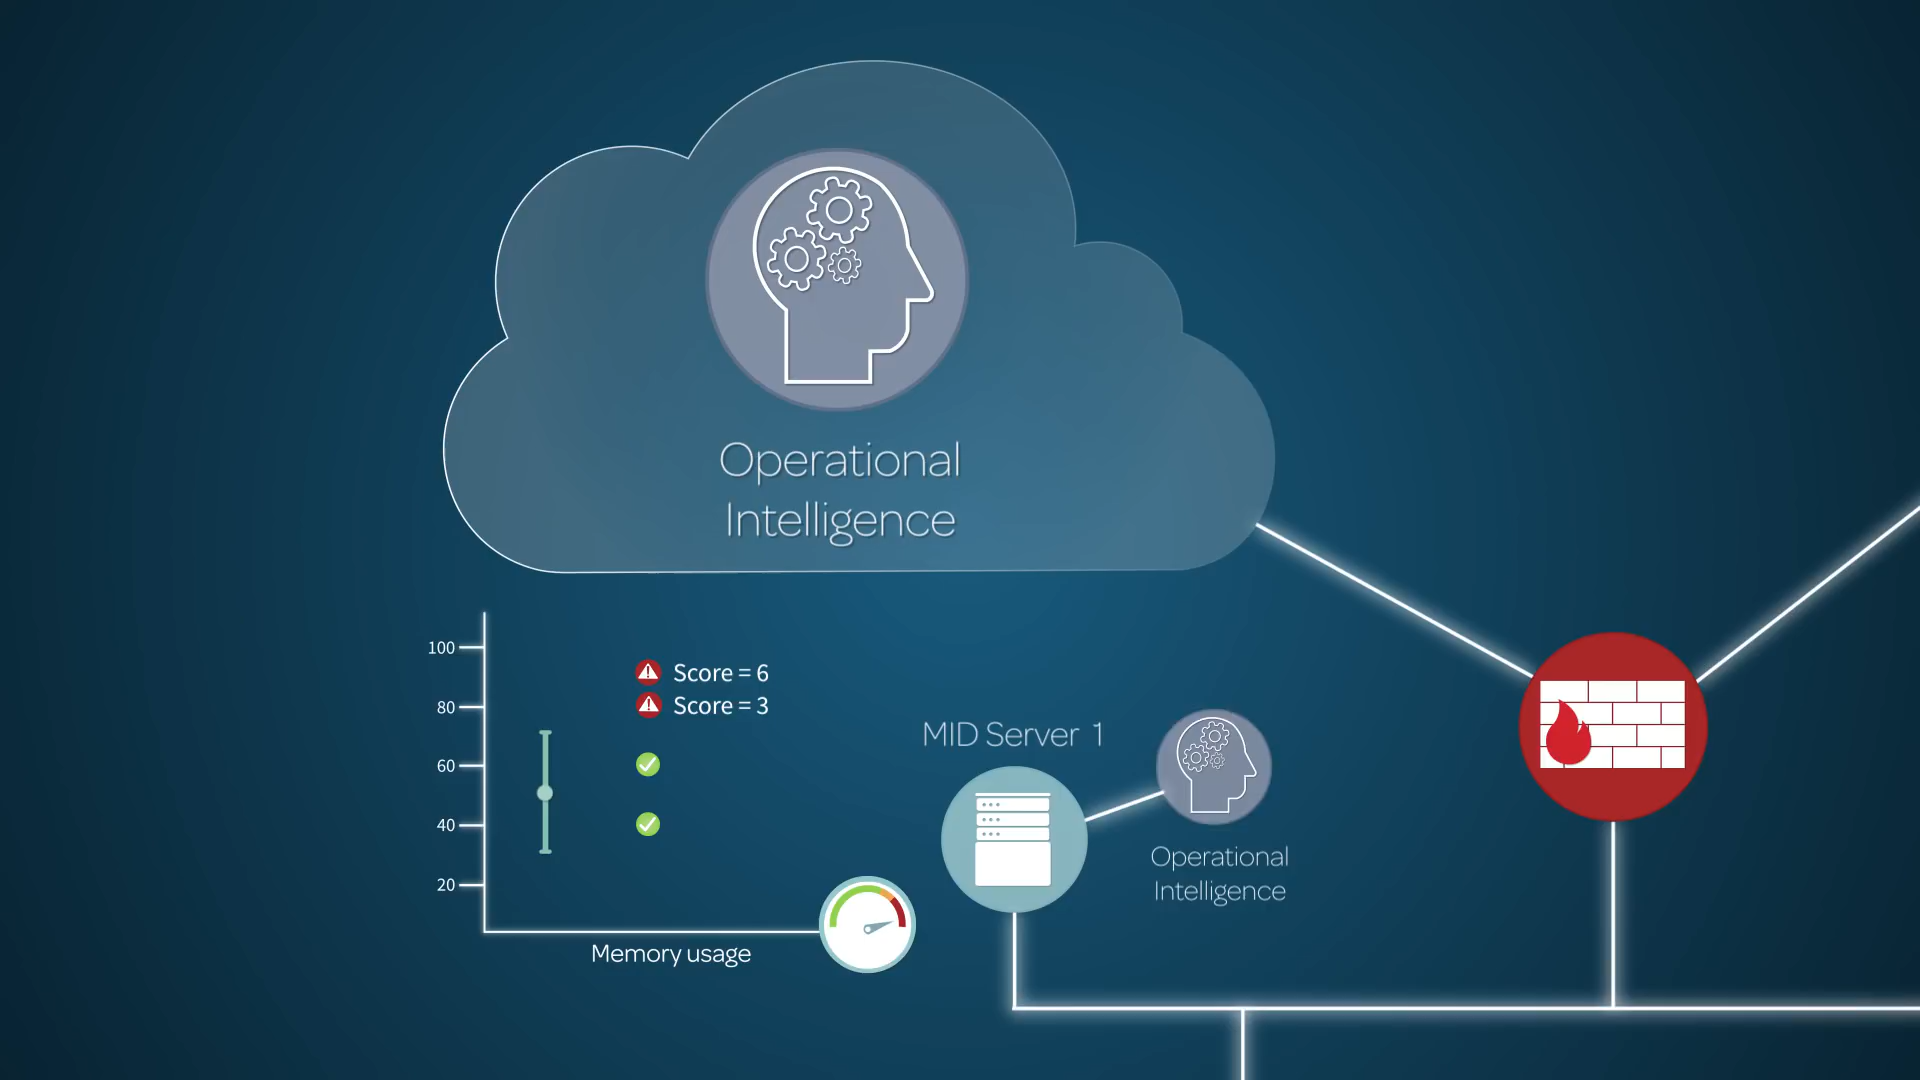 Operational
Intelligence
100
80
60
40
20
Score = 6
Score = 3
Memory usage
MID Server 1
Operational
Intelligence